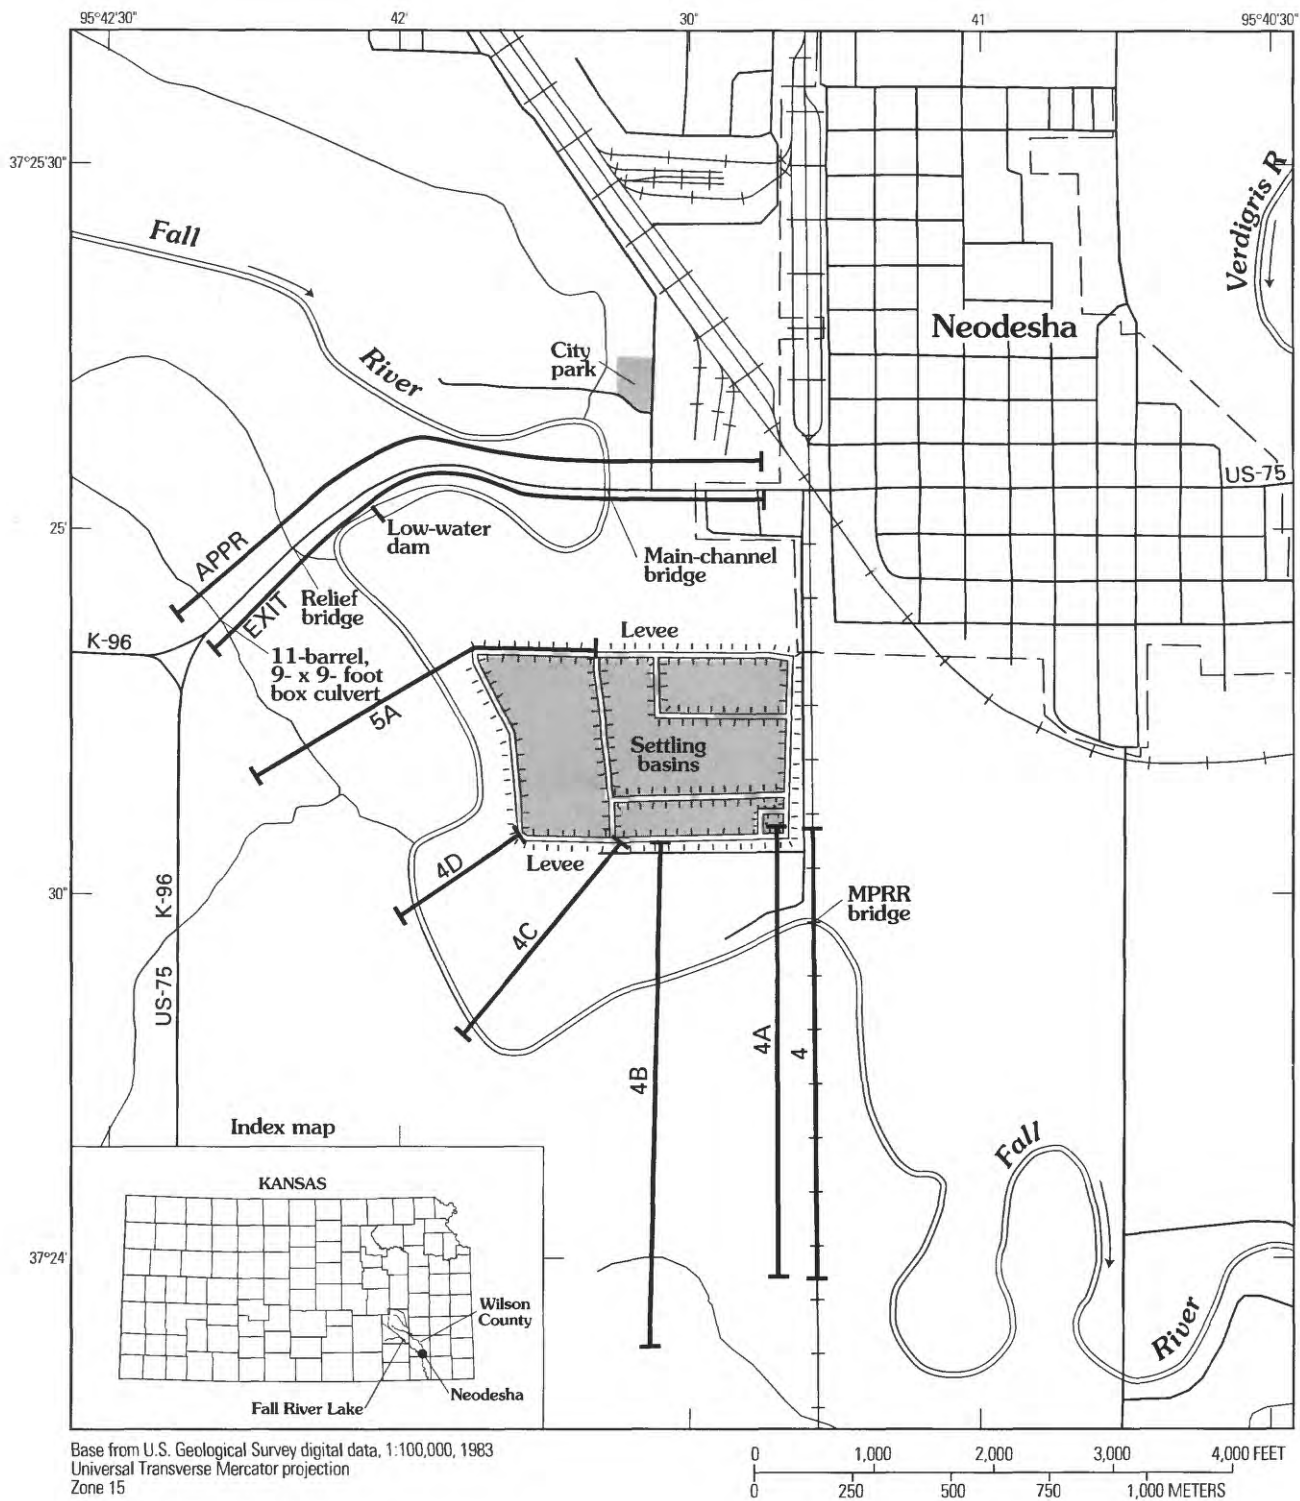 95°42'30"
42'
30"
41'
95°40'30"
37°25'30"
Fall
River
Verdigris R
City
park
Neodesha
US-75
25'
APPR
Low-water
dam
Main-channel
bridge
Relief
bridge
EXIT
K-96
11-barrel,
9- x 9- foot
box culvert
Levee
5A
Settling
basins
4D
Levee
30"
K-96
US-75
4C
MPRR
bridge
4B
4A
4
Fall
River
Index map
KANSAS
37°24'
Wilson
County
Neodesha
Fall River Lake
Base from U.S. Geological Survey digital data, 1:100,000, 1983
Universal Transverse Mercator projection
Zone 15
0 1,000 2,000 3,000 4,000 FEET
0 250 500 750 1,000 METERS